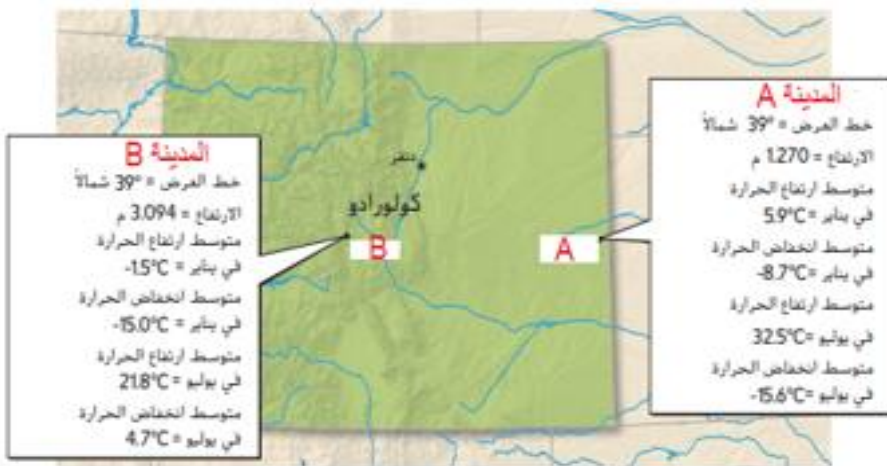 المدينة A
خط العرض = 39° شمالاً
الارتفاع = 1.270 م
متوسط ارتفاع الحرارة
في يناير = 5.9°C
متوسط انخفاض الحرارة
في يناير = -8.7°C
متوسط ارتفاع الحرارة
في يوليو = 32.5°C
متوسط انخفاض الحرارة
في يوليو = -15.6°C
دنفر
كولورادو
B
A
المدينة B
خط العرض = 39° شمالاً
الارتفاع = 3.094 م
متوسط ارتفاع الحرارة
في يناير = -1.5°C
متوسط انخفاض الحرارة
في يناير = -15.0°C
متوسط ارتفاع الحرارة
في يوليو = 21.8°C
متوسط انخفاض الحرارة
في يوليو = 4.7°C